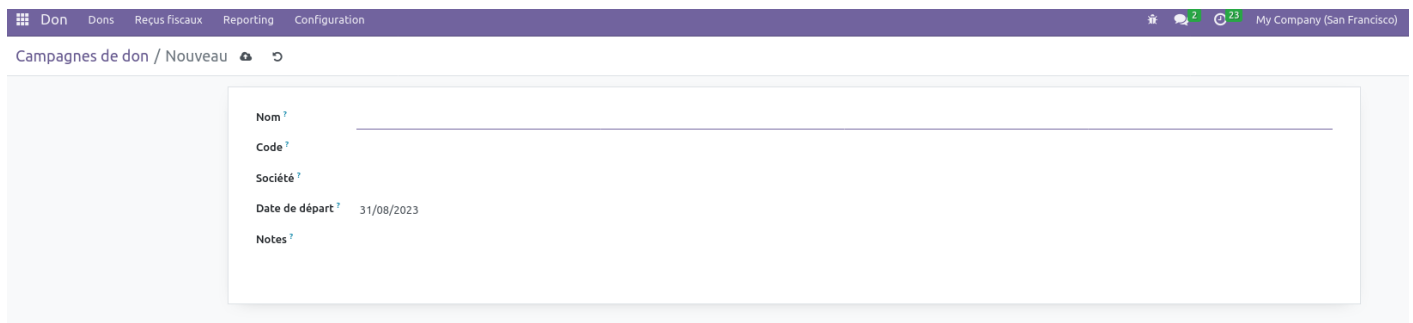 Don Dons Reçus fiscaux Reporting Configuration 2 23 My Company (San Francisco)
Campagnes de don / Nouveau
Nom ?
Code ?
Société ?
Date de départ ? 31/08/2023
Notes ?